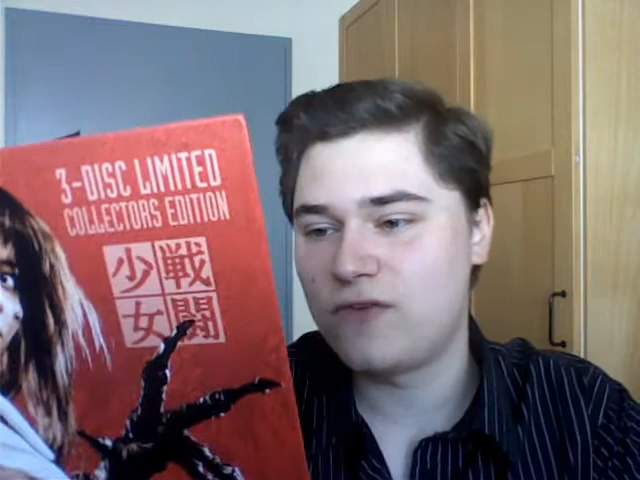 3-DISC LIMITED
COLLECTORS EDITION
戦闘
少女